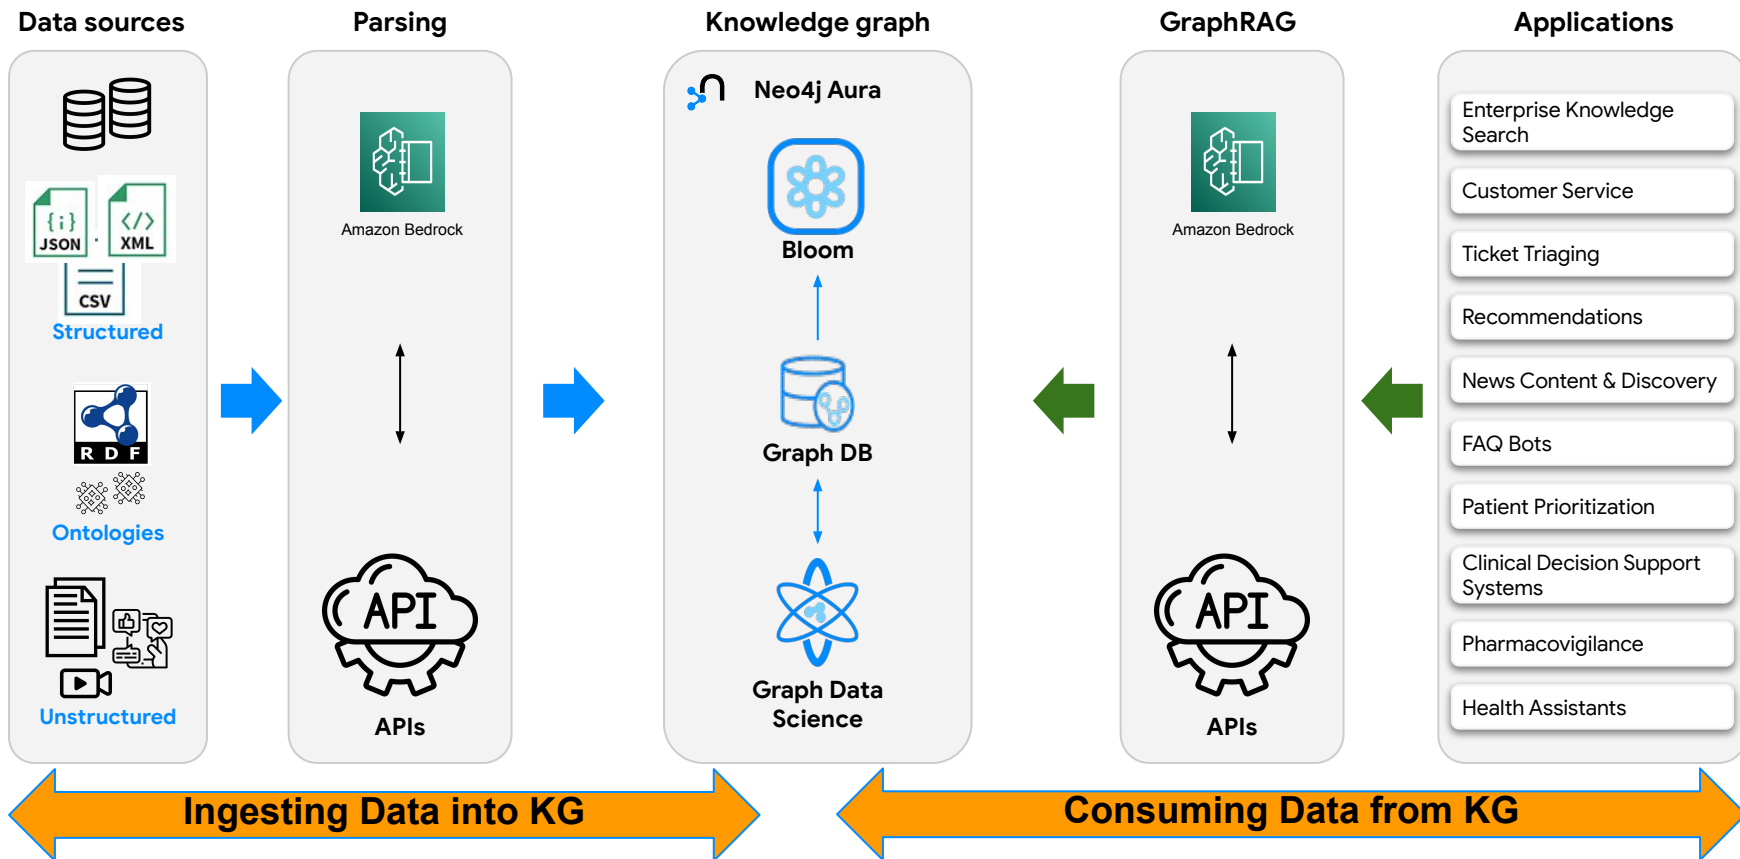 Data sources
Parsing
Knowledge graph
GraphRAG
Applications
{i}
JSON
</>
XML
CSV
Structured
RDF
Ontologies
Unstructured
Amazon Bedrock
API
APIs
Neo4j Aura
Bloom
Graph DB
Graph Data
Science
Amazon Bedrock
API
APIs
Enterprise Knowledge
Search
Customer Service
Ticket Triaging
Recommendations
News Content & Discovery
FAQ Bots
Patient Prioritization
Clinical Decision Support
Systems
Pharmacovigilance
Health Assistants
Ingesting Data into KG
Consuming Data from KG